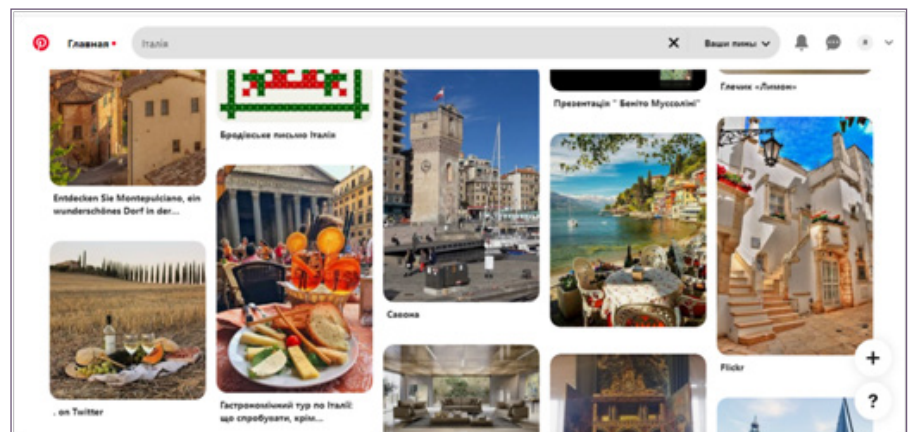 Главная
Італія
Ваши пины
Бродівське письмо Італія
Презентація " Беніто Муссоліні"
Глечик «Лимон»
Entdecken Sie Montepulciano, ein
wunderschönes Dorf in der...
Савона
Flickr
. on Twitter
Гастрономічний тур по Італії:
що спробувати, крім...
+
?